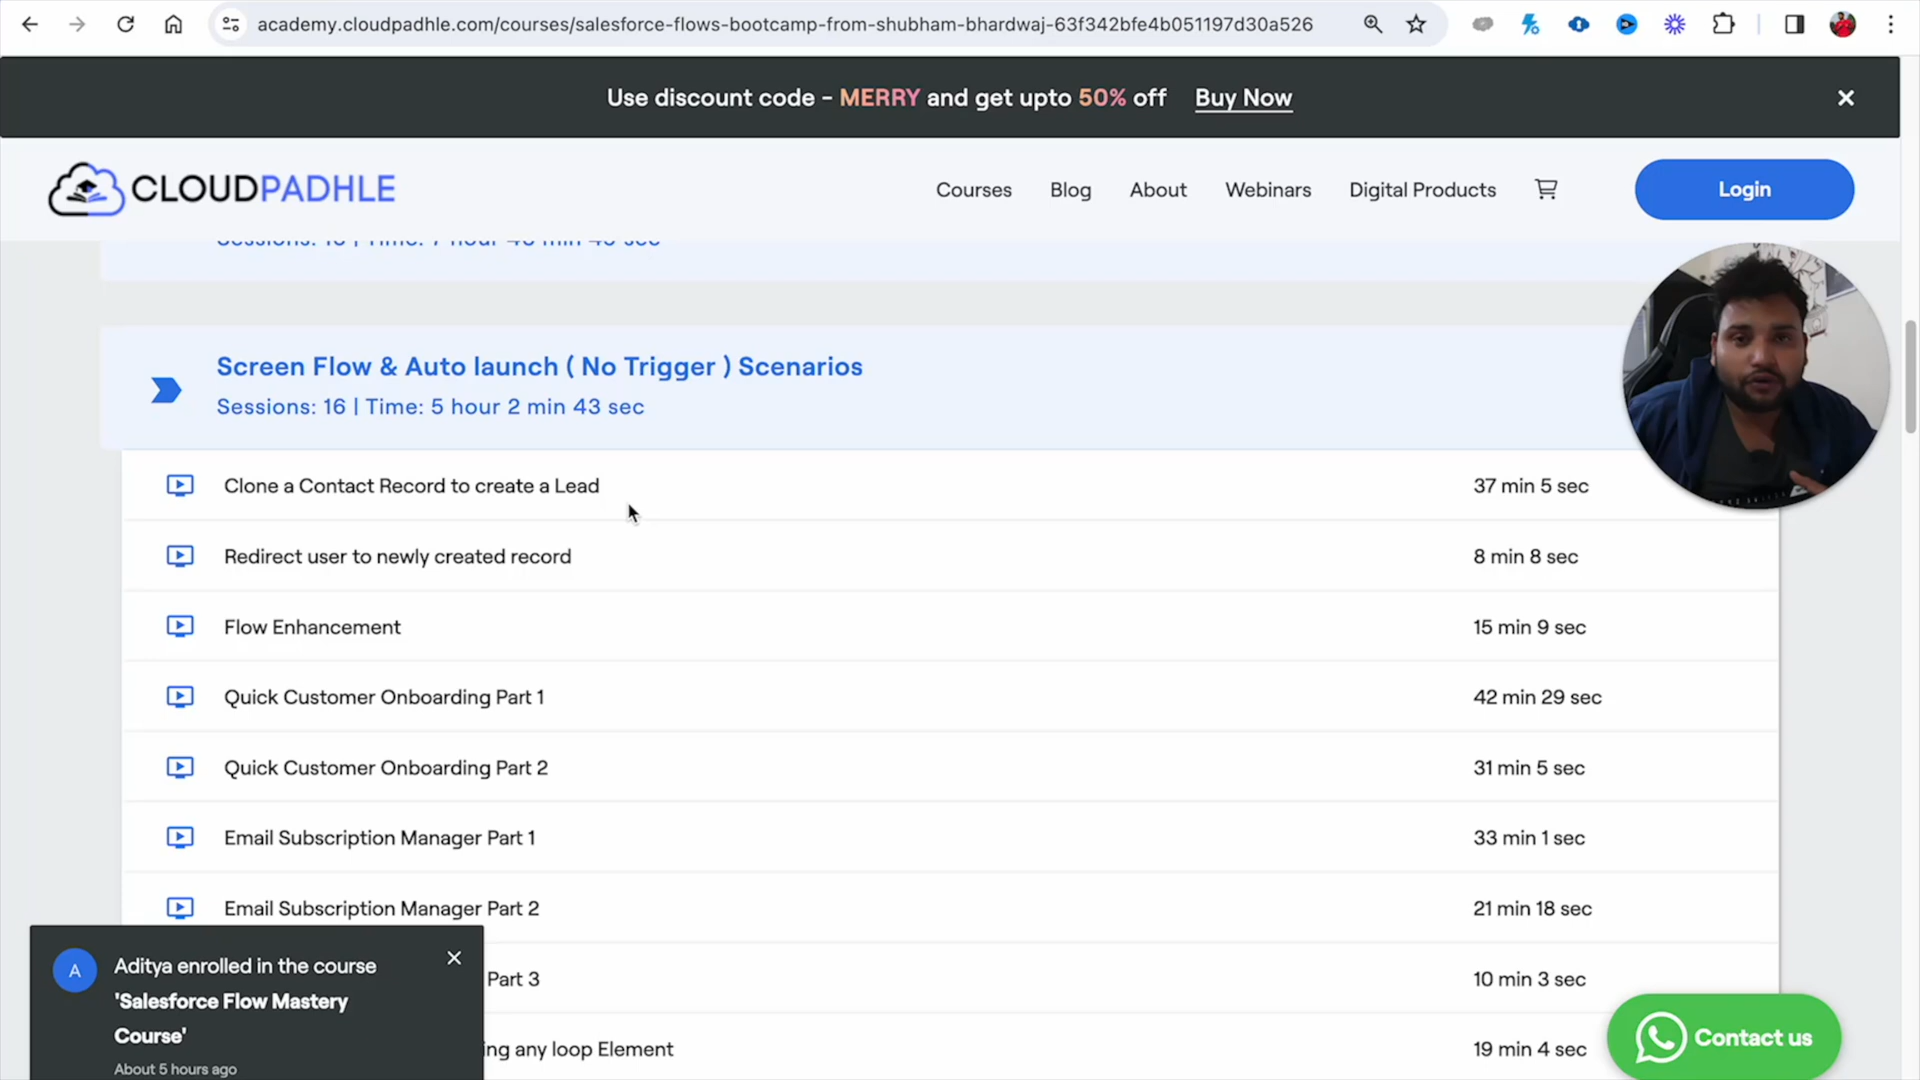 academy.cloudpadhle.com/courses/salesforce-flows-bootcamp-from-shubham-bhardwaj-63f342bfe4b051197d30a526
Use discount code - MERRY and get upto 50% off Buy Now
CLOUDPADHLE
Courses Blog About Webinars Digital Products Login
Screen Flow & Auto launch ( No Trigger ) Scenarios
Sessions: 16 | Time: 5 hour 2 min 43 sec
Clone a Contact Record to create a Lead 37 min 5 sec
Redirect user to newly created record 8 min 8 sec
Flow Enhancement 15 min 9 sec
Quick Customer Onboarding Part 1 42 min 29 sec
Quick Customer Onboarding Part 2 31 min 5 sec
Email Subscription Manager Part 1 33 min 1 sec
Email Subscription Manager Part 2 21 min 18 sec
Part 3 10 min 3 sec
ing any loop Element 19 min 4 sec
A
Aditya enrolled in the course
'Salesforce Flow Mastery
Course'
About 5 hours ago
Contact us